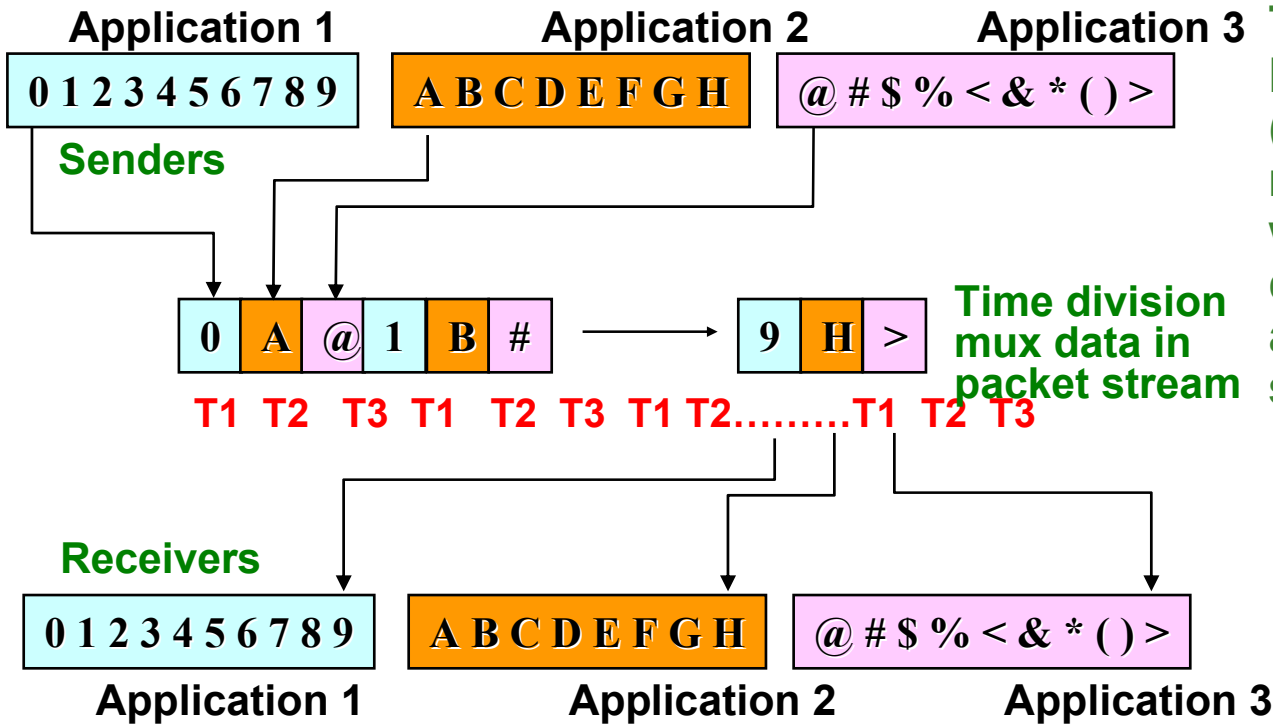 Application 1 Application 2 Application 3
0 1 2 3 4 5 6 7 8 9 A B C D E F G H @ # $ % < & * ( ) >
Senders
0 A @ 1 B # 9 H >
Time division
mux data in
packet stream
T1 T2 T3 T1 T2 T3 T1 T2.........T1 T2 T3
Receivers
0 1 2 3 4 5 6 7 8 9 A B C D E F G H @ # $ % < & * ( ) >
Application 1 Application 2 Application 3